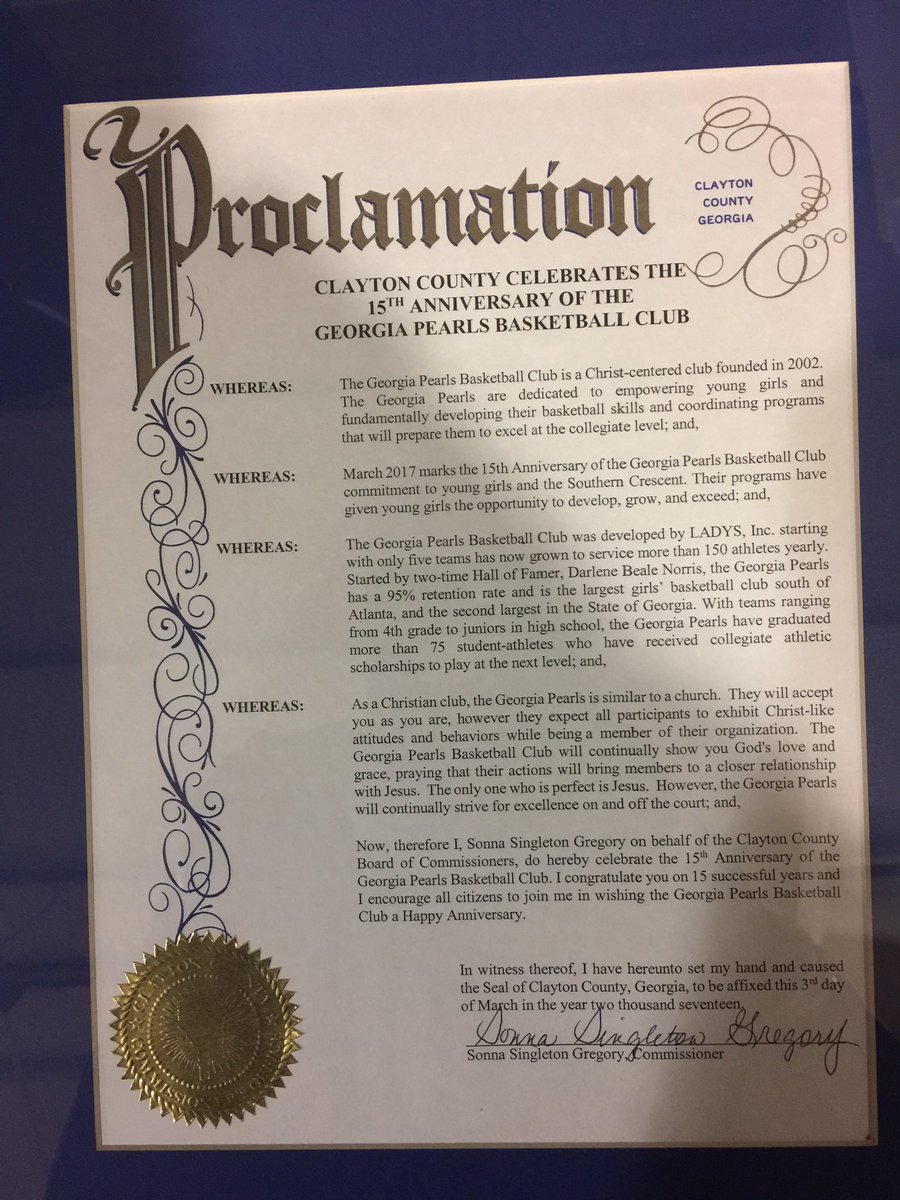 Proclamation
CLAYTON
COUNTY
GEORGIA
CLAYTON COUNTY CELEBRATES THE
15TH ANNIVERSARY OF THE
GEORGIA PEARLS BASKETBALL CLUB
WHEREAS: The Georgia Pearls Basketball Club is a Christ-centered club founded in 2002.
The Georgia Pearls are dedicated to empowering young girls and
fundamentally developing their basketball skills and coordinating programs
that will prepare them to excel at the collegiate level; and,
WHEREAS: March 2017 marks the 15th Anniversary of the Georgia Pearls Basketball Club
commitment to young girls and the Southern Crescent. Their programs have
given young girls the opportunity to develop, grow, and exceed; and,
WHEREAS: The Georgia Pearls Basketball Club was developed by LADYS, Inc. starting
with only five teams has now grown to service more than 150 athletes yearly.
Started by two-time Hall of Famer, Darlene Beale Norris, the Georgia Pearls
has a 95% retention rate and is the largest girls' basketball club south of
Atlanta, and the second largest in the State of Georgia. With teams ranging
from 4th grade to juniors in high school, the Georgia Pearls have graduated
more than 75 student-athletes who have received collegiate athletic
scholarships to play at the next level; and,
WHEREAS: As a Christian club, the Georgia Pearls is similar to a church. They will accept
you as you are, however they expect all participants to exhibit Christ-like
attitudes and behaviors while being a member of their organization. The
Georgia Pearls Basketball Club will continually show you God's love and
grace, praying that their actions will bring members to a closer relationship
with Jesus. The only one who is perfect is Jesus. However, the Georgia Pearls
will continually strive for excellence on and off the court; and,
Now, therefore I, Sonna Singleton Gregory on behalf of the Clayton County
Board of Commissioners, do hereby celebrate the 15th Anniversary of the
Georgia Pearls Basketball Club. I congratulate you on 15 successful years and
I encourage all citizens to join me in wishing the Georgia Pearls Basketball
Club a Happy Anniversary.
In witness thereof, I have hereunto set my hand and caused
the Seal of Clayton County, Georgia, to be affixed this 3rd day
of March in the year two thousand seventeen.
Sonna Singleton Gregory
Sonna Singleton Gregory, Commissioner